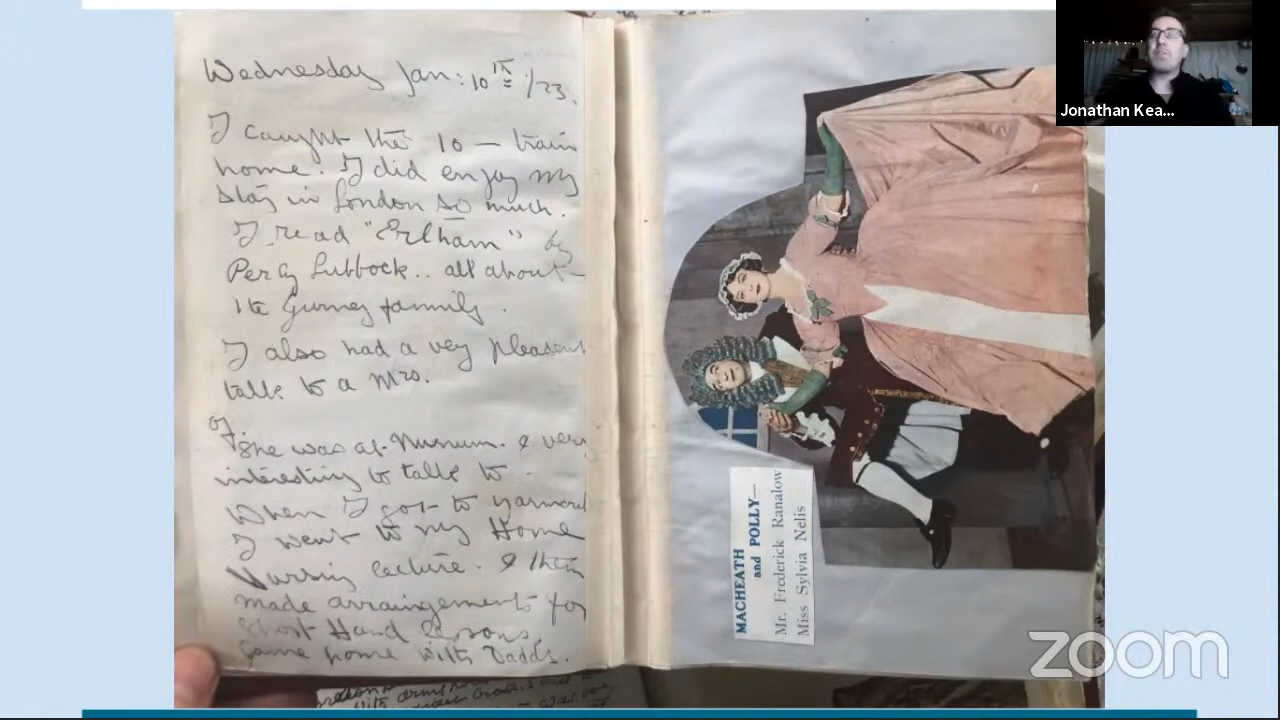 Wednesday Jan: 10th /23.
I caught the 10 — train
home. I did enjoy my
stay in London so much.
I read "Erlham" by
Percy Lubbock.. all about
the Gurney family.
I also had a very pleasant
talk to a Mrs.
of
she was at Museum. & very
interesting to talk to
When I got to Yarmouth
I went to my Home
Nursing lecture. & then
made arrangements for
Short Hand lessons
Came home with Dadds.
MACHEATH
and POLLY—
Mr. Frederick Ranalow
Miss Sylvia Nelis
Jonathan Kea...
zoom